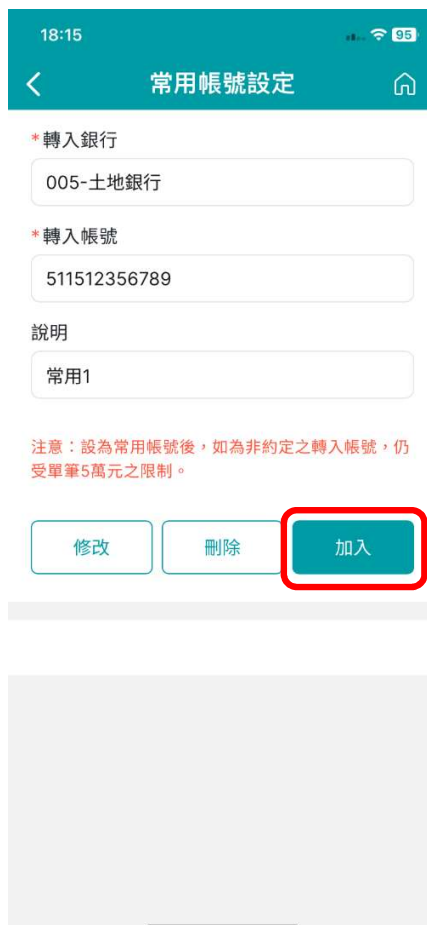 18:15
95
常用帳號設定
*轉入銀行
005-土地銀行
*轉入帳號
511512356789
說明
常用1
注意：設為常用帳號後，如為非約定之轉入帳號，仍
受單筆5萬元之限制。
修改
刪除
加入